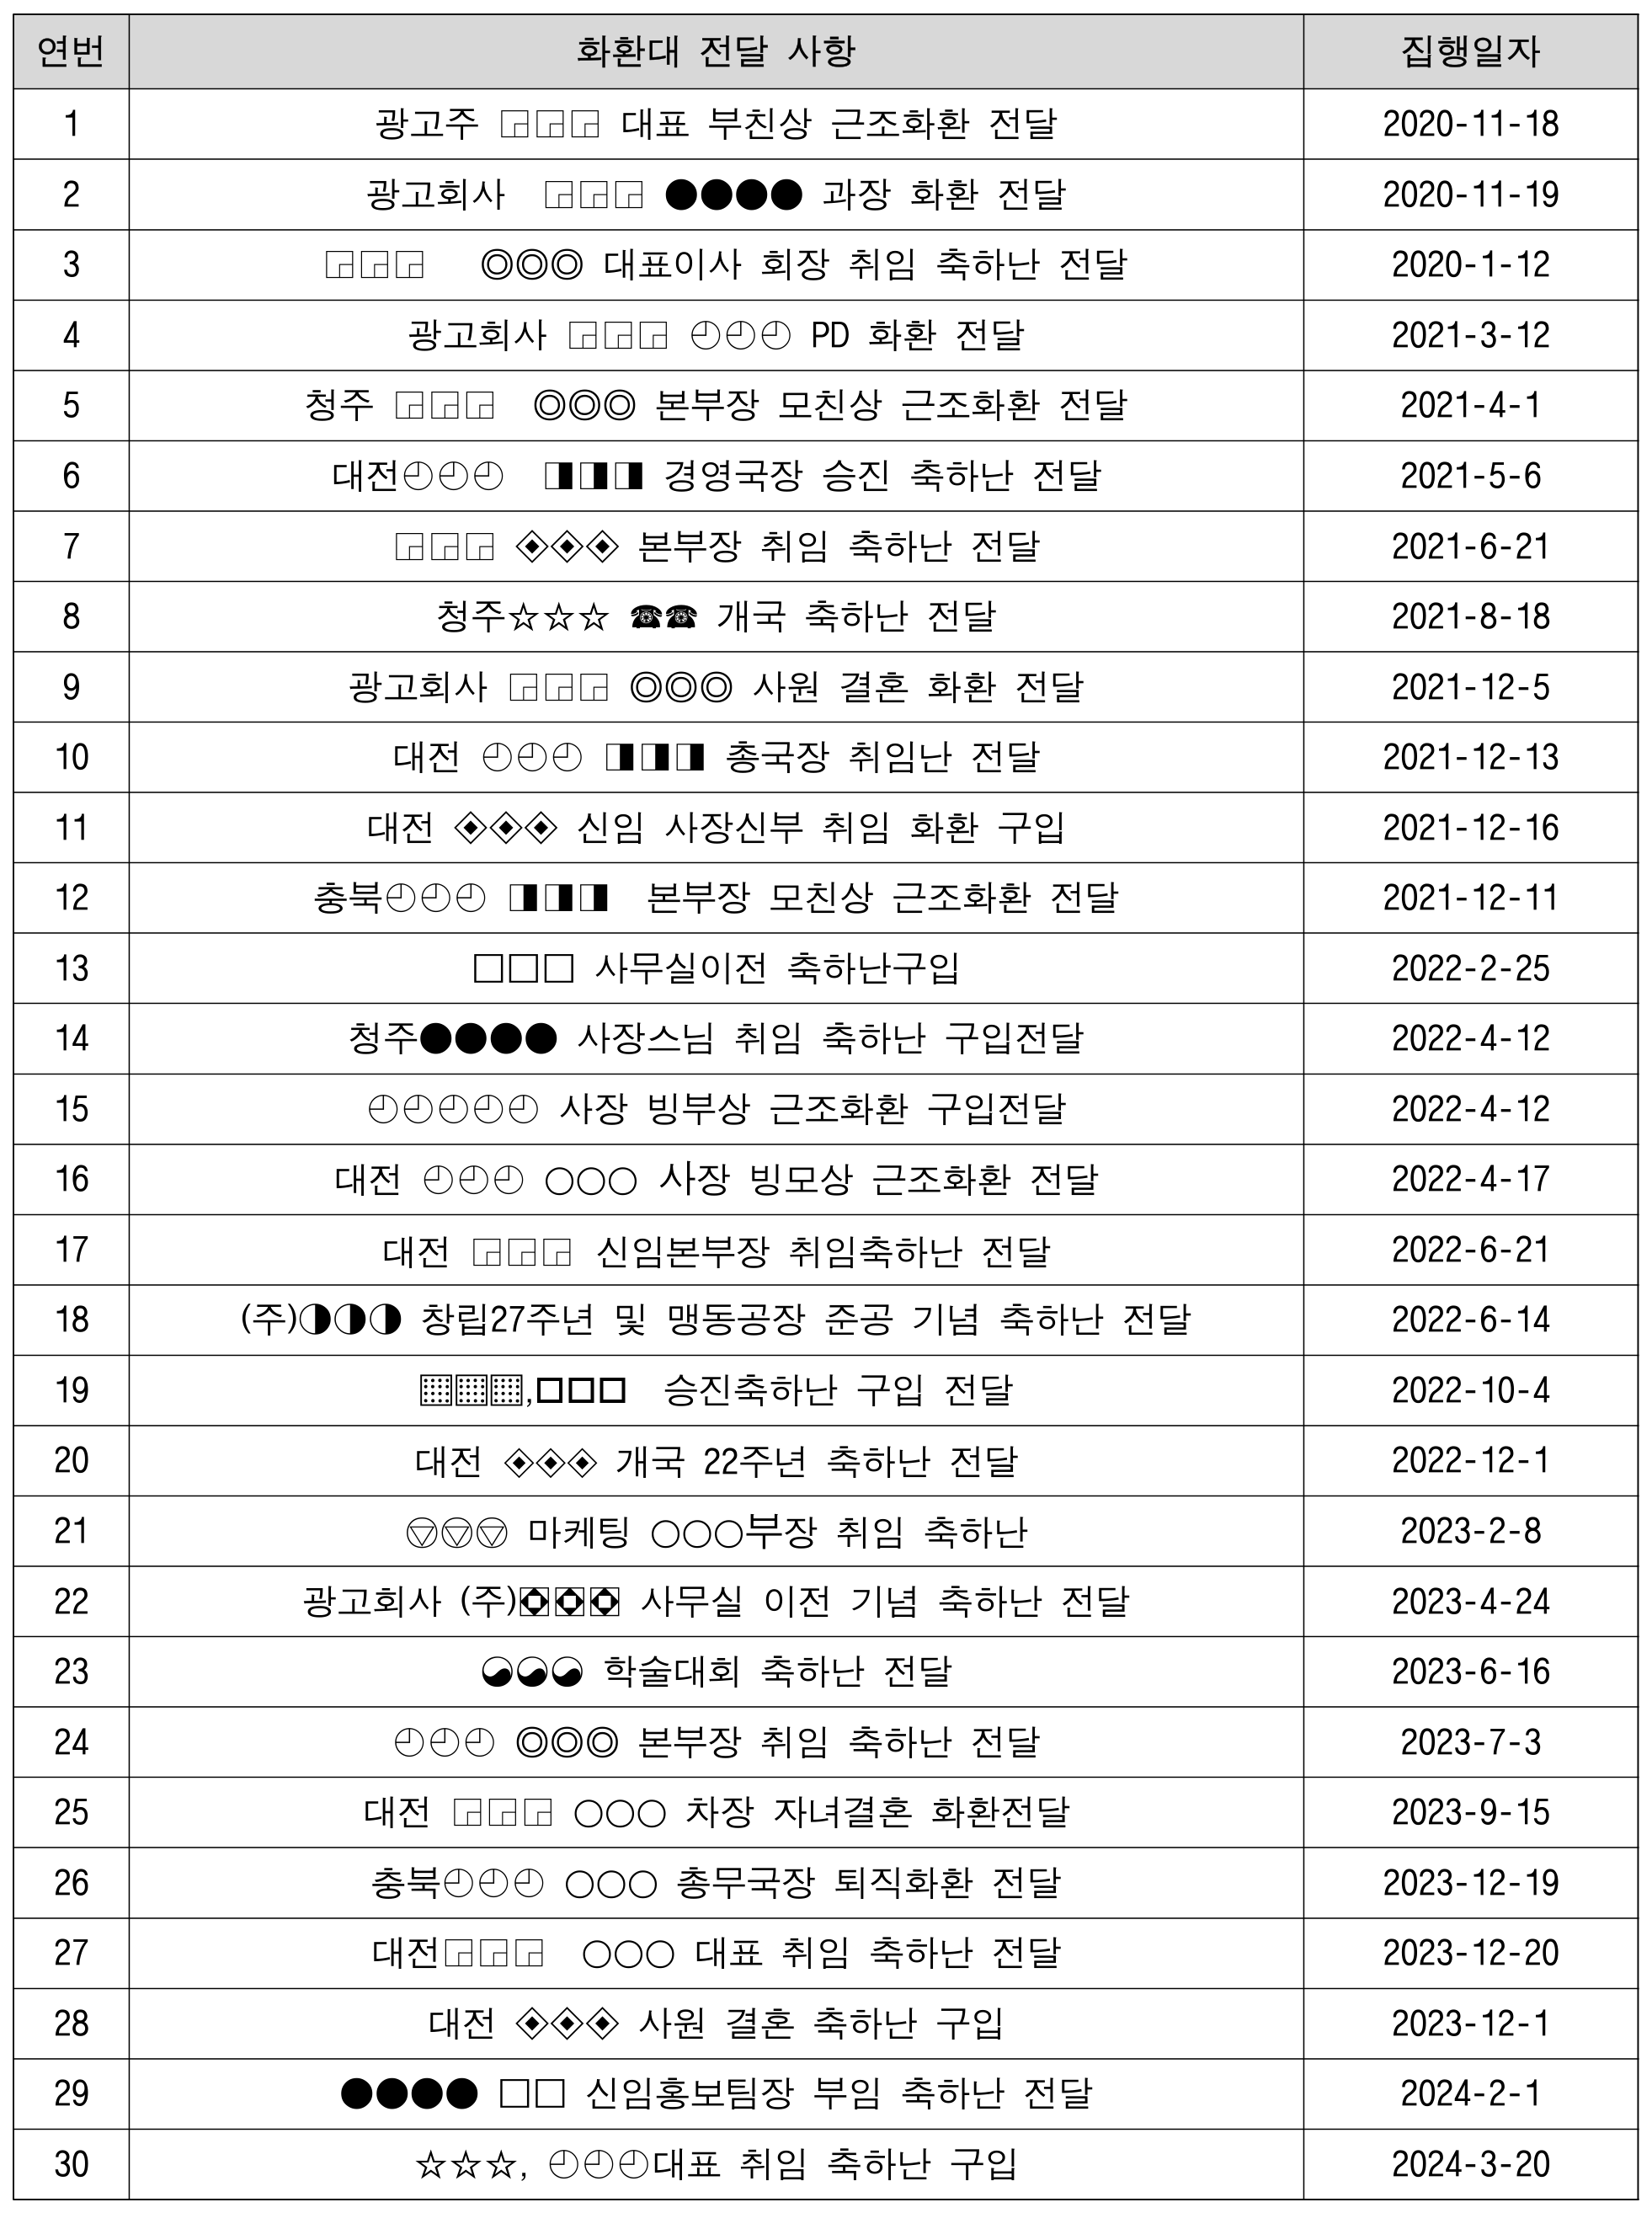 연번 화환대 전달 사항 집행일자
1 광고주 ◲◲◲ 대표 부친상 근조화환 전달 2020-11-18
2 광고회사 ◲◲◲ ●●●● 과장 화환 전달 2020-11-19
3 ◲◲◲ ◎◎◎ 대표이사 회장 취임 축하난 전달 2020-1-12
4 광고회사 ◲◲◲ ◴◴◴ PD 화환 전달 2021-3-12
5 청주 ◲◲◲ ◎◎◎ 본부장 모친상 근조화환 전달 2021-4-1
6 대전◴◴◴ ◨◨◨ 경영국장 승진 축하난 전달 2021-5-6
7 ◲◲◲ ◈◈◈ 본부장 취임 축하난 전달 2021-6-21
8 청주☆☆☆ ☎☎ 개국 축하난 전달 2021-8-18
9 광고회사 ◲◲◲ ◎◎◎ 사원 결혼 화환 전달 2021-12-5
10 대전 ◴◴◴ ◨◨◨ 총국장 취임난 전달 2021-12-13
11 대전 ◈◈◈ 신임 사장신부 취임 화환 구입 2021-12-16
12 충북◴◴◴ ◨◨◨ 본부장 모친상 근조화환 전달 2021-12-11
13 □□□ 사무실이전 축하난구입 2022-2-25
14 청주●●●● 사장스님 취임 축하난 구입전달 2022-4-12
15 ◴◴◴◴◴ 사장 빙부상 근조화환 구입전달 2022-4-12
16 대전 ◴◴◴ ○○○ 사장 빙모상 근조화환 전달 2022-4-17
17 대전 ◲◲◲ 신임본부장 취임축하난 전달 2022-6-21
18 (주)◑◑◑ 창립27주년 및 맹동공장 준공 기념 축하난 전달 2022-6-14
19 ▦▦▦,□□□ 승진축하난 구입 전달 2022-10-4
20 대전 ◈◈◈ 개국 22주년 축하난 전달 2022-12-1
21 ⎊⎊⎊ 마케팅 ○○○부장 취임 축하난 2023-2-8
22 광고회사 (주)❖❖❖ 사무실 이전 기념 축하난 전달 2023-4-24
23 ☯☯☯ 학술대회 축하난 전달 2023-6-16
24 ◴◴◴ ◎◎◎ 본부장 취임 축하난 전달 2023-7-3
25 대전 ◲◲◲ ○○○ 차장 자녀결혼 화환전달 2023-9-15
26 충북◴◴◴ ○○○ 총무국장 퇴직화환 전달 2023-12-19
27 대전◲◲◲ ○○○ 대표 취임 축하난 전달 2023-12-20
28 대전 ◈◈◈ 사원 결혼 축하난 구입 2023-12-1
29 ●●●● □□ 신임홍보팀장 부임 축하난 전달 2024-2-1
30 ☆☆☆, ◴◴◴대표 취임 축하난 구입 2024-3-20